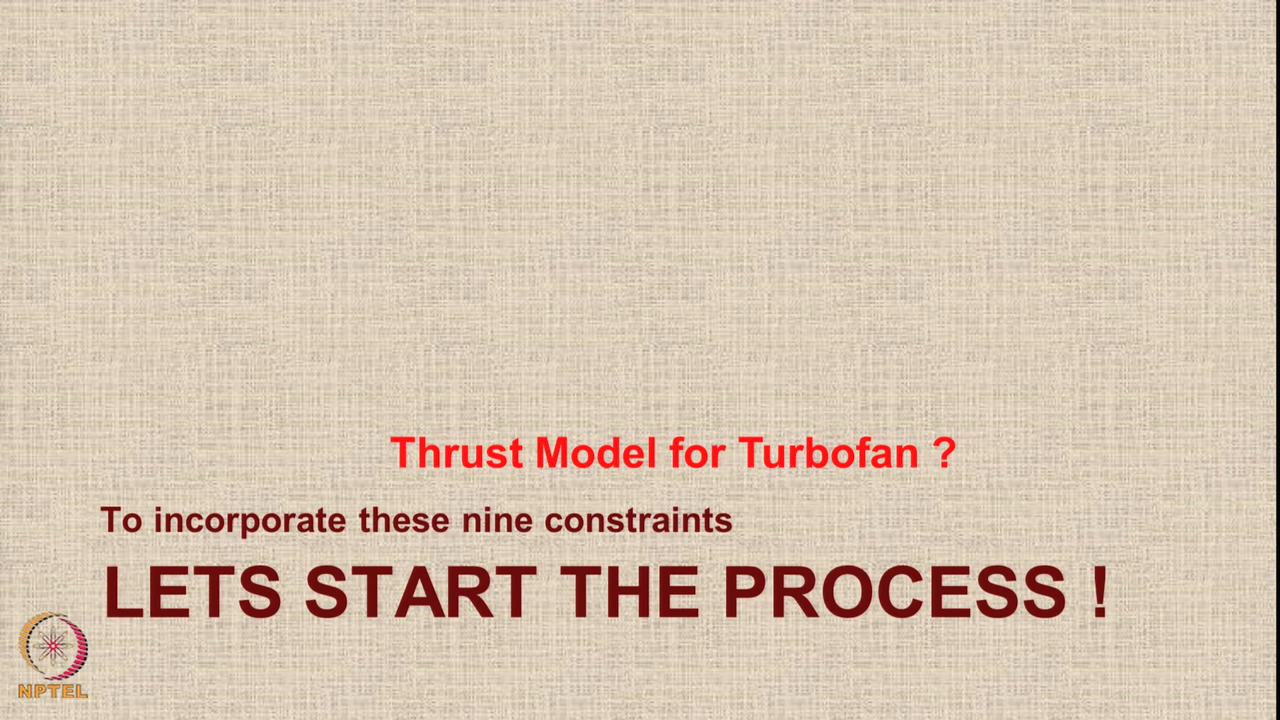 Thrust Model for Turbofan ?
To incorporate these nine constraints
LETS START THE PROCESS !
NPTEL